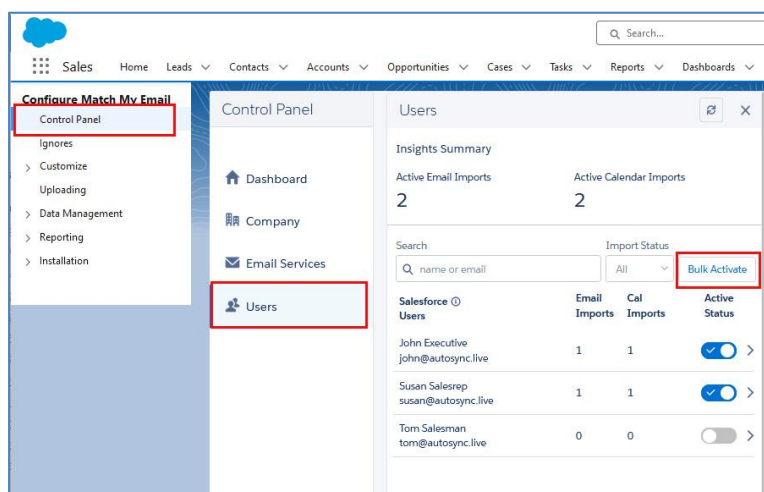 Search...
Sales Home Leads Contacts Accounts Opportunities Cases Tasks Reports Dashboards
Configure Match My Email
Control Panel
Ignores
Customize
Uploading
Data Management
Reporting
Installation
Control Panel
Dashboard
Company
Email Services
Users
Users
Insights Summary
Active Email Imports Active Calendar Imports
2 2
Search Import Status
name or email All Bulk Activate
Salesforce Email Cal Active
Users Imports Imports Status
John Executive
john@autosync.live 1 1
Susan Salesrep
susan@autosync.live 1 1
Tom Salesman
tom@autosync.live 0 0